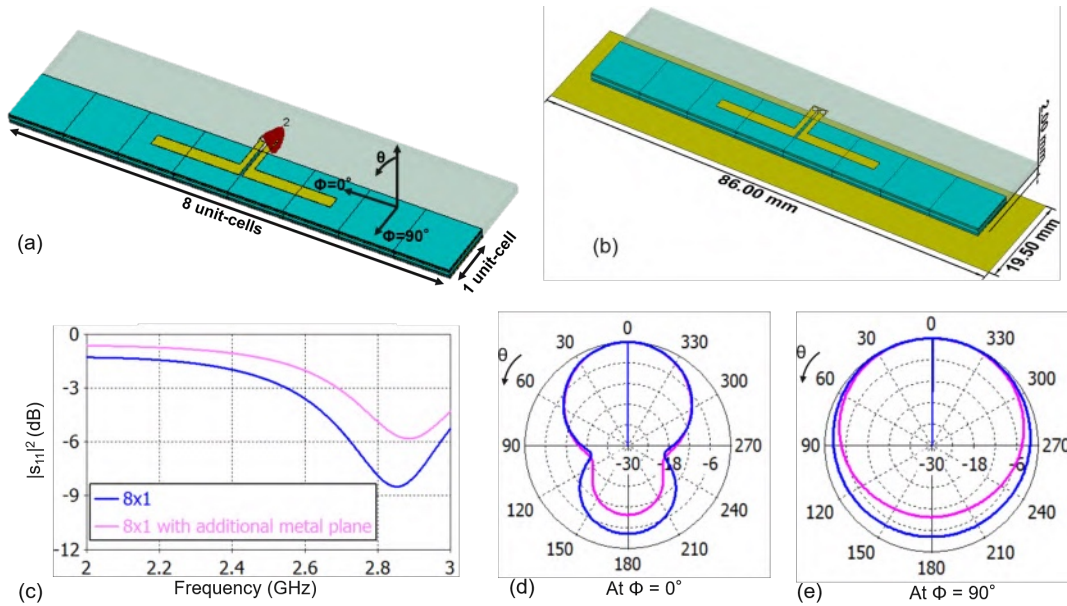 2
θ
Φ=0°
Φ=90°
8 unit-cells
1 unit-cell
(a)
86.00 mm
19.50 mm
(b)
|s11|² (dB)
0
-3
-6
-9
-12
8x1
8x1 with additional metal plane
2
2.2
2.4
2.6
2.8
3
Frequency (GHz)
(c)
θ
0
30
330
60
300
90
270
-30
-18
-6
120
240
150
210
180
(d)
At Φ = 0°
θ
0
30
330
60
300
90
270
-30
-18
-6
120
240
150
210
180
(e)
At Φ = 90°